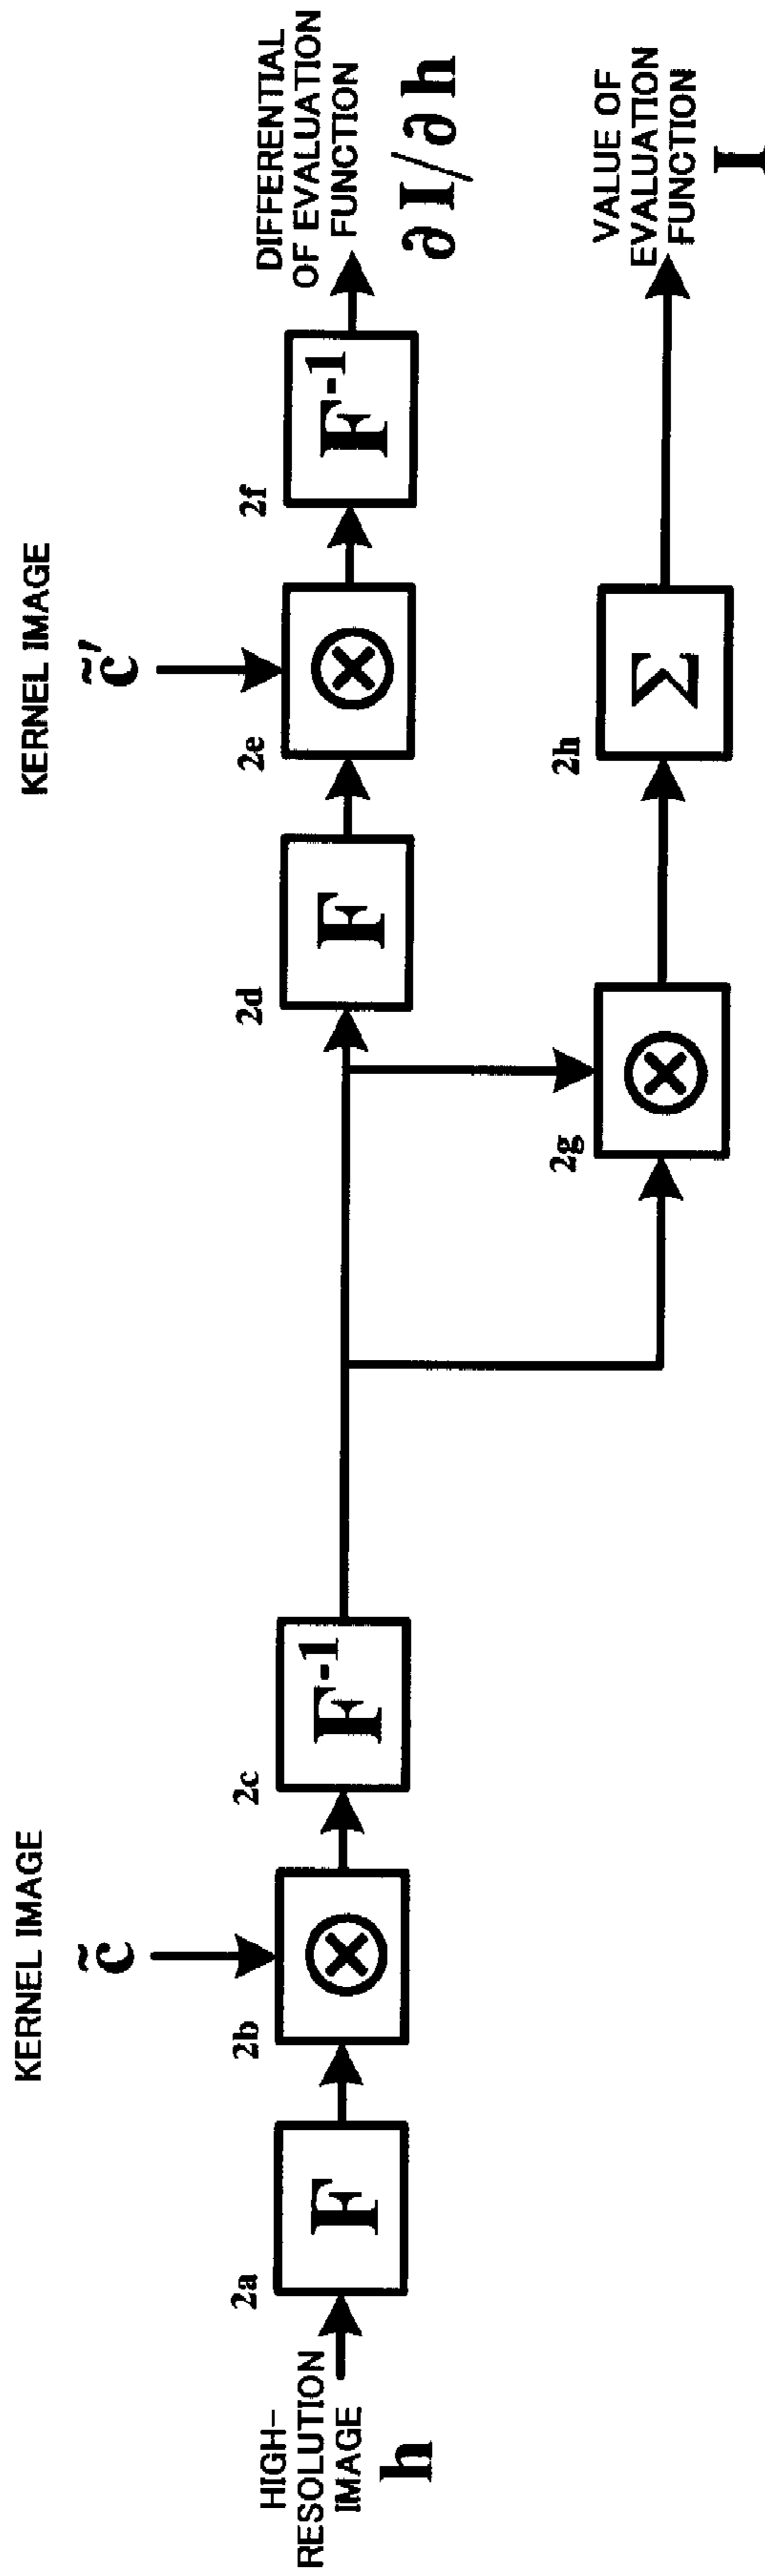 HIGH-
RESOLUTION
IMAGE
h
2a
F
KERNEL IMAGE
c̃
2b
⊗
2c
F⁻¹
2d
F
KERNEL IMAGE
c̃'
2e
⊗
2f
F⁻¹
DIFFERENTIAL
OF EVALUATION
FUNCTION
∂I/∂h
2g
⊗
2h
Σ
VALUE OF
EVALUATION
FUNCTION
I